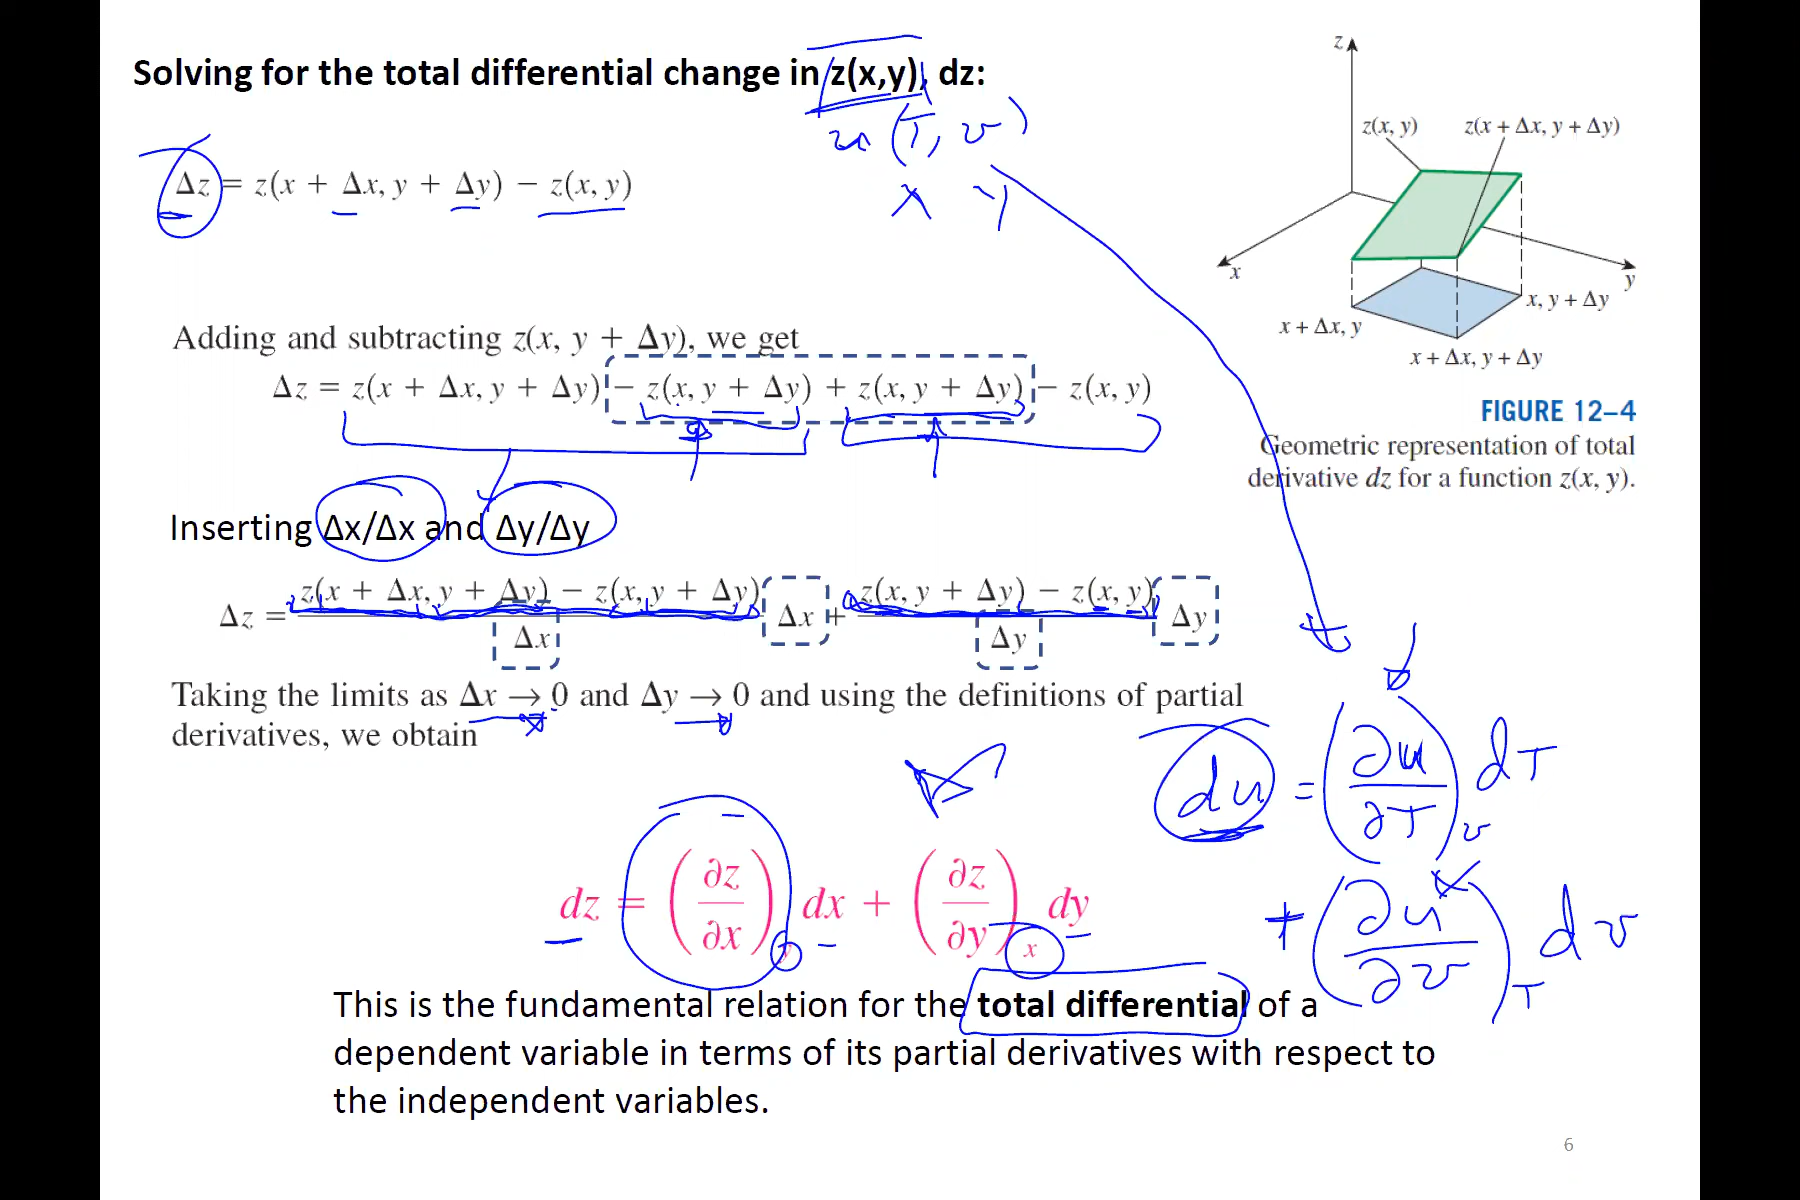 Solving for the total differential change in z(x,y), dz:
u (T, v)
x y
Δz = z(x + Δx, y + Δy) − z(x, y)
Adding and subtracting z(x, y + Δy), we get
Δz = z(x + Δx, y + Δy) − z(x, y + Δy) + z(x, y + Δy) − z(x, y)
Inserting Δx/Δx and Δy/Δy
z(x + Δx, y + Δy) − z(x, y + Δy) z(x, y + Δy) − z(x, y)
Δz = Δx + Δy
Δx Δy
Taking the limits as Δx → 0 and Δy → 0 and using the definitions of partial
derivatives, we obtain
dz = (∂z/∂x)y dx + (∂z/∂y)x dy
This is the fundamental relation for the total differential of a
dependent variable in terms of its partial derivatives with respect to
the independent variables.
z
z(x, y) z(x + Δx, y + Δy)
x
y
x, y + Δy
x + Δx, y
x + Δx, y + Δy
FIGURE 12–4
Geometric representation of total
derivative dz for a function z(x, y).
du = (∂u/∂T)v dT
+ (∂u/∂v)T dv
6